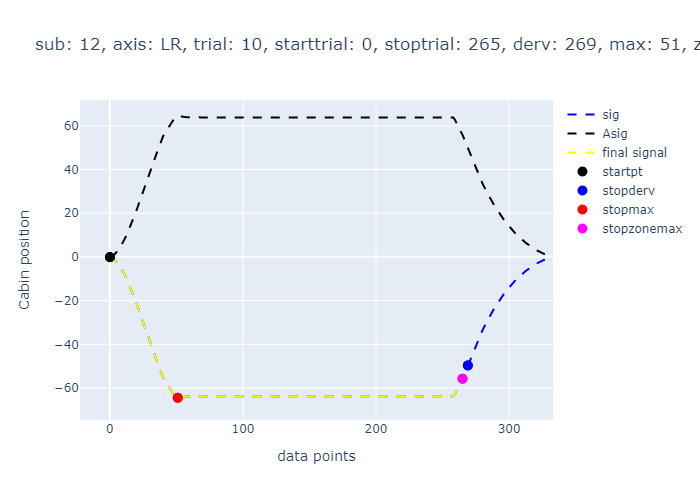 sub: 12, axis: LR, trial: 10, starttrial: 0, stoptrial: 265, derv: 269, max: 51, z
60
40
20
0
−20
−40
−60
Cabin position
0 100 200 300
data points
sig
Asig
final signal
startpt
stopderv
stopmax
stopzonemax